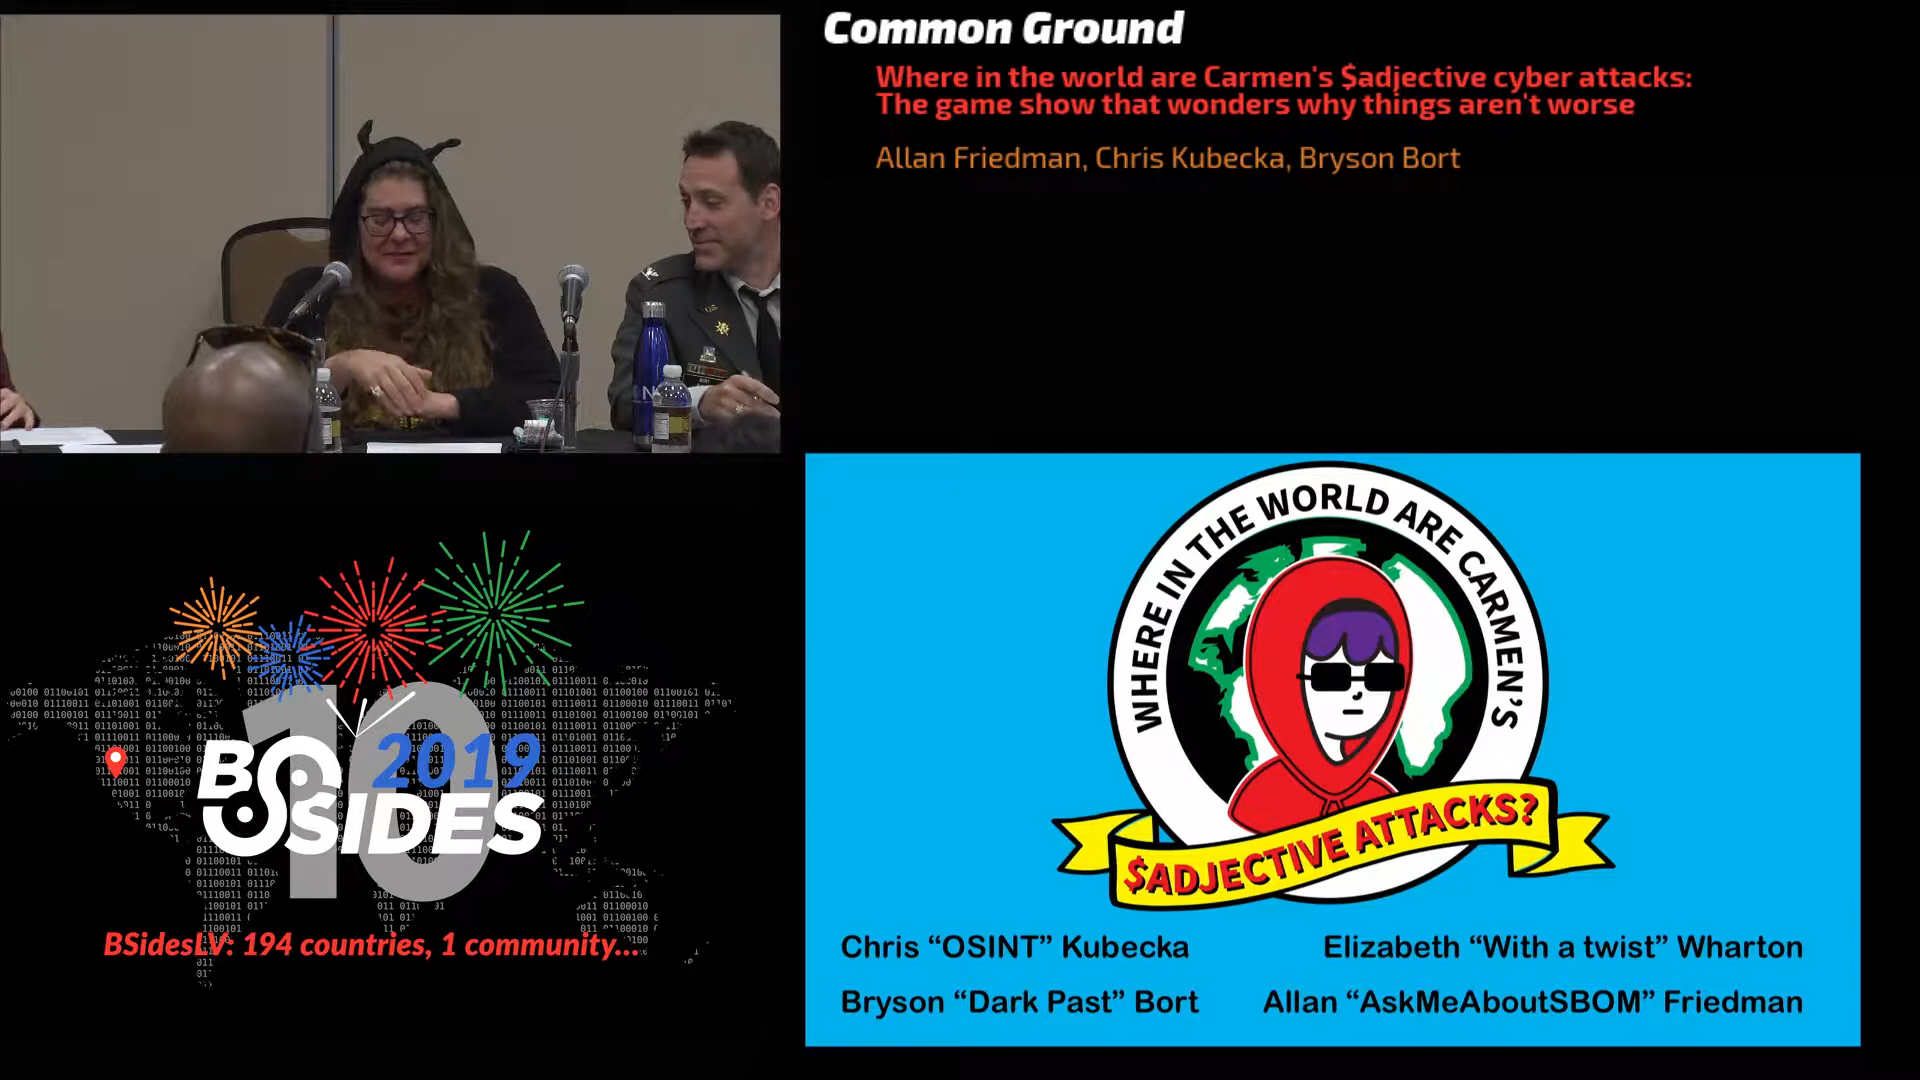 Common Ground
Where in the world are Carmen's $adjective cyber attacks:
The game show that wonders why things aren't worse
Allan Friedman, Chris Kubecka, Bryson Bort
WHERE IN THE WORLD ARE CARMEN'S
$ADJECTIVE ATTACKS?
Chris “OSINT” Kubecka
Elizabeth “With a twist” Wharton
Bryson “Dark Past” Bort
Allan “AskMeAboutSBOM” Friedman
10
2019
BSIDES
BSidesLV: 194 countries, 1 community...